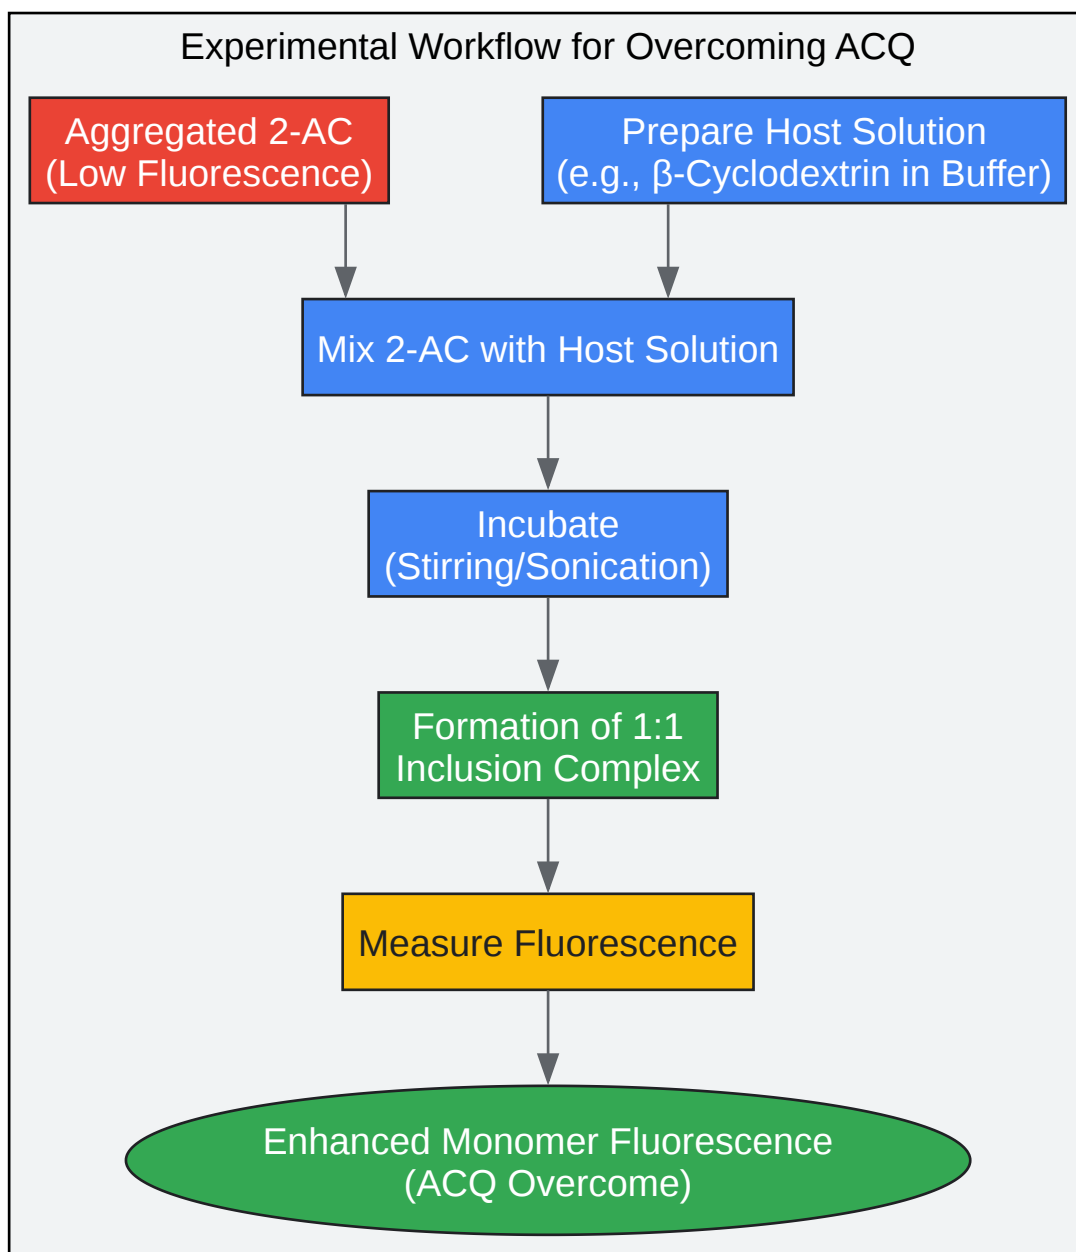 Experimental Workflow for Overcoming ACQ
Aggregated 2-AC
(Low Fluorescence)
Prepare Host Solution
(e.g., β-Cyclodextrin in Buffer)
Mix 2-AC with Host Solution
Incubate
(Stirring/Sonication)
Formation of 1:1
Inclusion Complex
Measure Fluorescence
Enhanced Monomer Fluorescence
(ACQ Overcome)